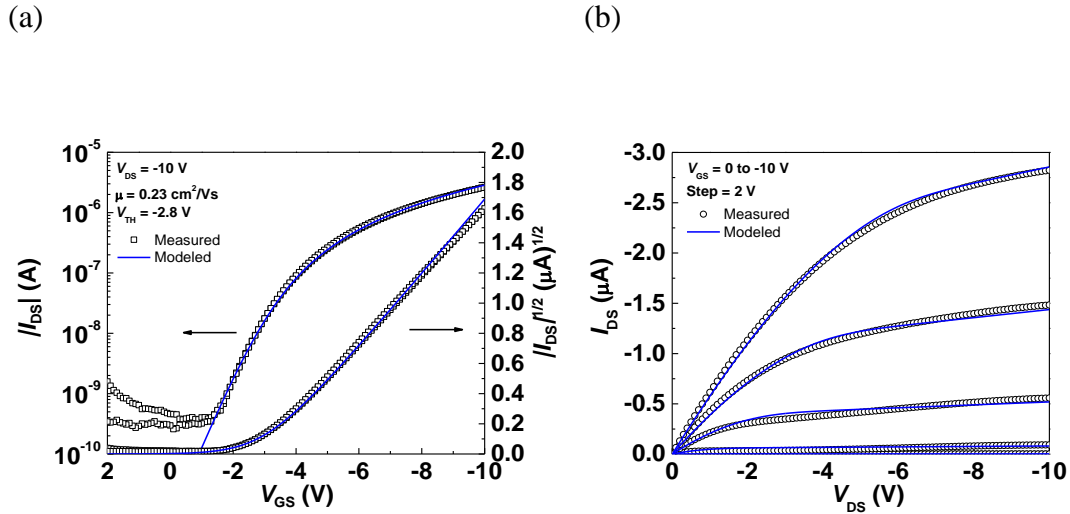 (a)
(b)
V_DS = -10 V
μ = 0.23 cm²/Vs
V_TH = -2.8 V
Measured
Modeled
10⁻⁵
10⁻⁶
10⁻⁷
10⁻⁸
10⁻⁹
10⁻¹⁰
|I_DS| (A)
2 0 -2 -4 -6 -8 -10
V_GS (V)
2.0
1.8
1.6
1.4
1.2
1.0
0.8
0.6
0.4
0.2
0.0
|I_DS|^1/2 (μA)^1/2
V_GS = 0 to -10 V
Step = 2 V
Measured
Modeled
-3.0
-2.5
-2.0
-1.5
-1.0
-0.5
0.0
I_DS (μA)
0 -2 -4 -6 -8 -10
V_DS (V)